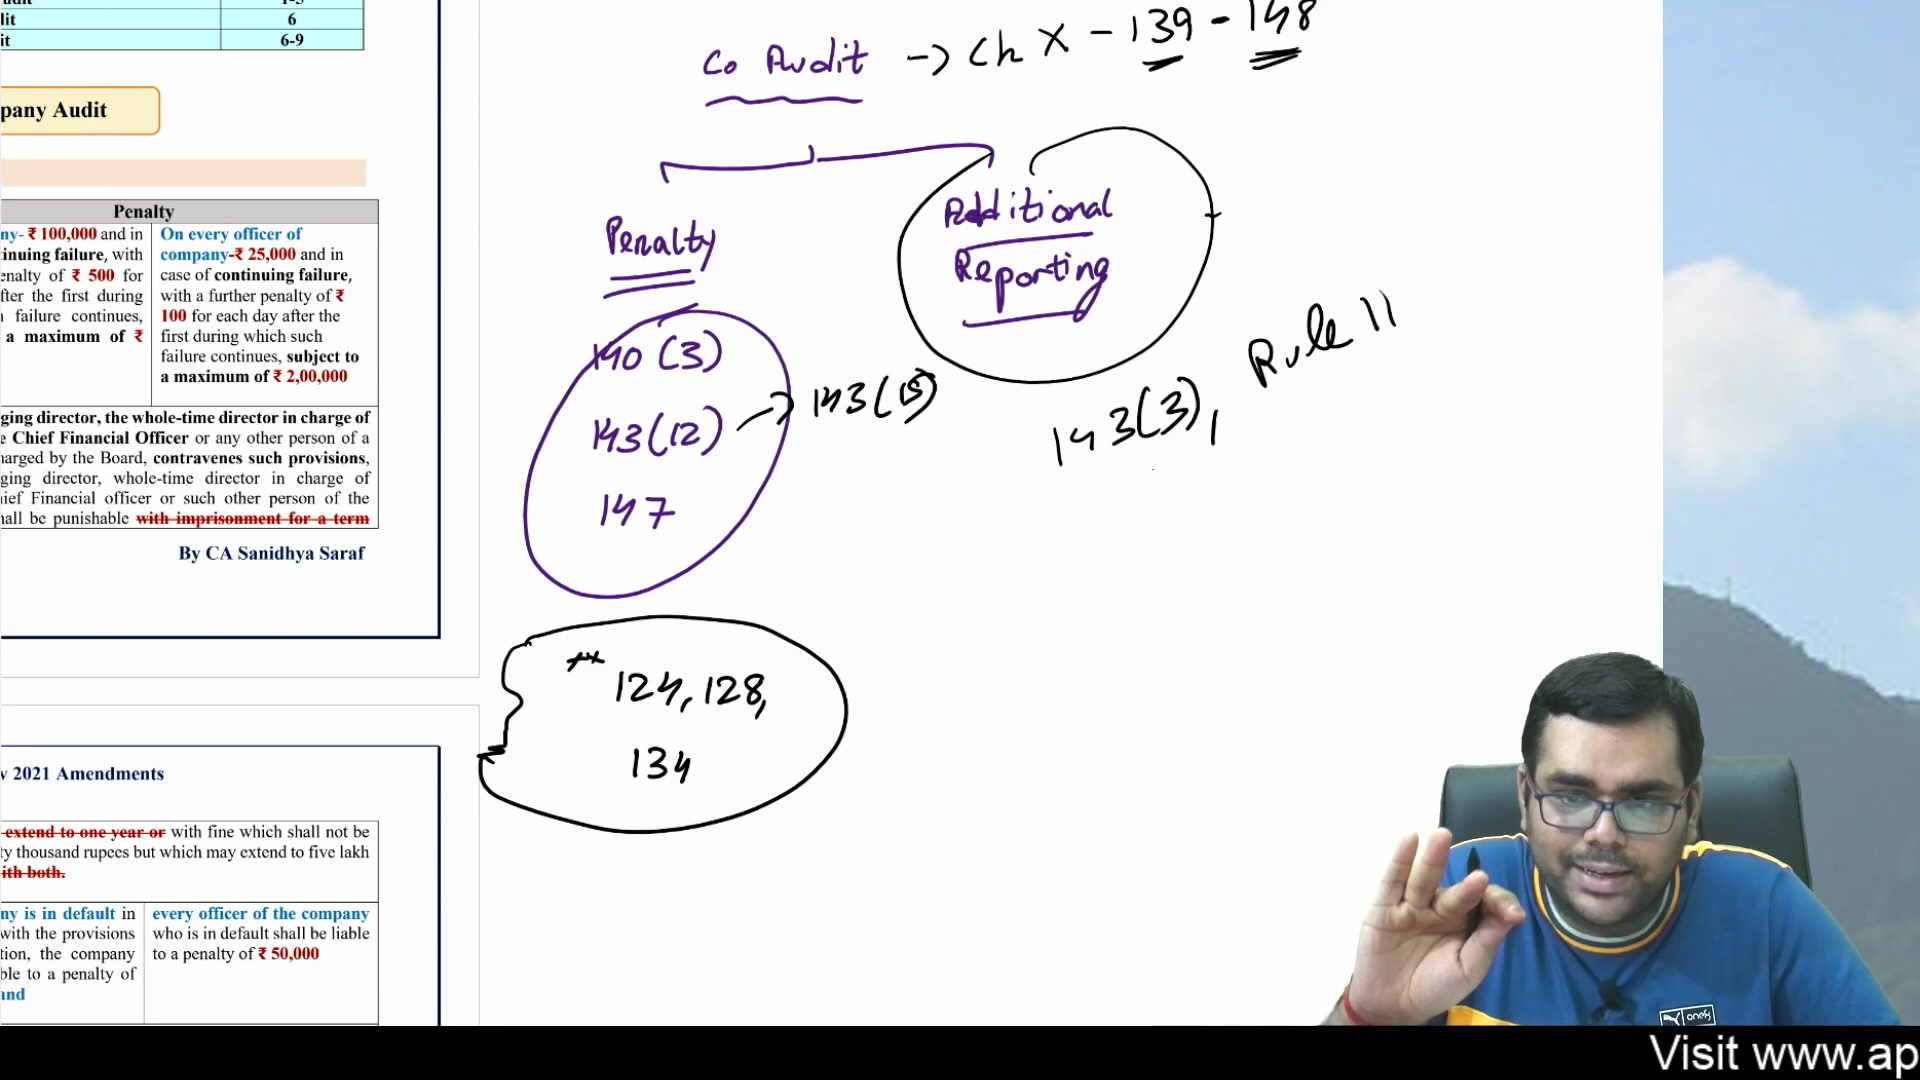 lit 6
it 6-9
pany Audit
Penalty
ny- ₹ 100,000 and in
inuing failure, with
enalty of ₹ 500 for
fter the first during
failure continues,
a maximum of ₹
On every officer of
company-₹ 25,000 and in
case of continuing failure,
with a further penalty of ₹
100 for each day after the
first during which such
failure continues, subject to
a maximum of ₹ 2,00,000
ging director, the whole-time director in charge of
e Chief Financial Officer or any other person of a
harged by the Board, contravenes such provisions,
ging director, whole-time director in charge of
ief Financial officer or such other person of the
hall be punishable with imprisonment for a term
By CA Sanidhya Saraf
v 2021 Amendments
extend to one year or with fine which shall not be
ty thousand rupees but which may extend to five lakh
ith both.
ny is in default in
with the provisions
tion, the company
ble to a penalty of
and
every officer of the company
who is in default shall be liable
to a penalty of ₹ 50,000
Co Audit -> Ch X - 139 - 148
Penalty
140 (3)
143 (12) -> 143 (15)
147
Additional
Reporting
143(3), Rule 11
** 124, 128,
134
Visit www.ap